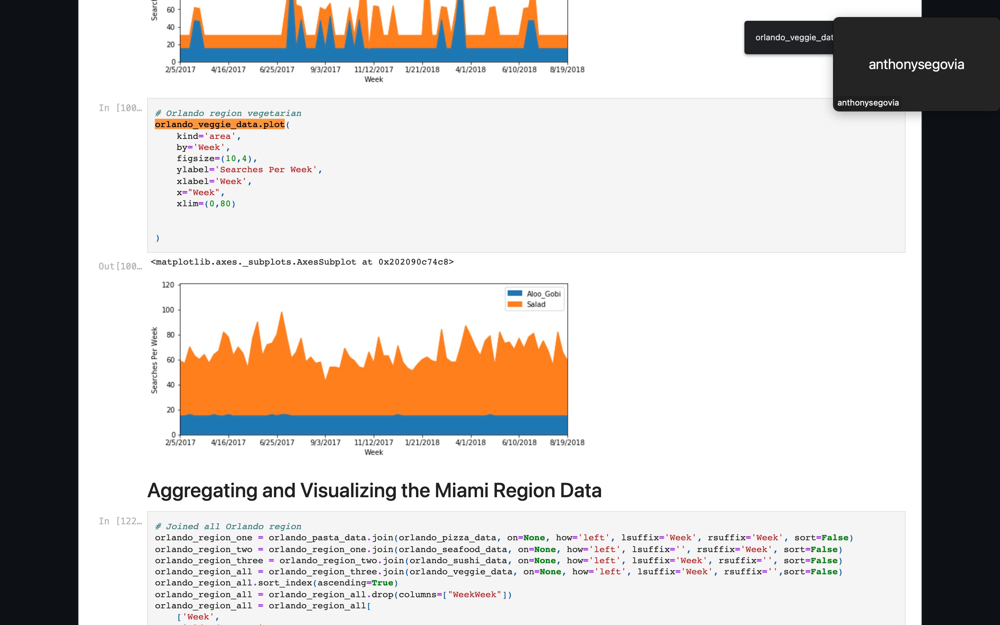 Searc
60
40
20
0
2/5/2017 4/16/2017 6/25/2017 9/3/2017 11/12/2017 1/21/2018 4/1/2018 6/10/2018 8/19/2018
Week
orlando_veggie_dat
anthonysegovia
anthonysegovia
In [100…
# Orlando region vegetarian
orlando_veggie_data.plot(
kind='area',
by='Week',
figsize=(10,4),
ylabel='Searches Per Week',
xlabel='Week',
x="Week",
xlim=(0,80)
)
Out[100…
<matplotlib.axes._subplots.AxesSubplot at 0x202090c74c8>
120
100
80
60
40
20
0
Searches Per Week
Aloo_Gobi
Salad
2/5/2017 4/16/2017 6/25/2017 9/3/2017 11/12/2017 1/21/2018 4/1/2018 6/10/2018 8/19/2018
Week
Aggregating and Visualizing the Miami Region Data
In [122…
# Joined all Orlando region
orlando_region_one = orlando_pasta_data.join(orlando_pizza_data, on=None, how='left', lsuffix='Week', rsuffix='Week', sort=False)
orlando_region_two = orlando_region_one.join(orlando_seafood_data, on=None, how='left', lsuffix='', rsuffix='Week', sort=False)
orlando_region_three = orlando_region_two.join(orlando_sushi_data, on=None, how='left', lsuffix='Week', rsuffix='', sort=False)
orlando_region_all = orlando_region_three.join(orlando_veggie_data, on=None, how='left', lsuffix='Week', rsuffix='',sort=False)
orlando_region_all.sort_index(ascending=True)
orlando_region_all = orlando_region_all.drop(columns=["WeekWeek"])
orlando_region_all = orlando_region_all[
['Week',